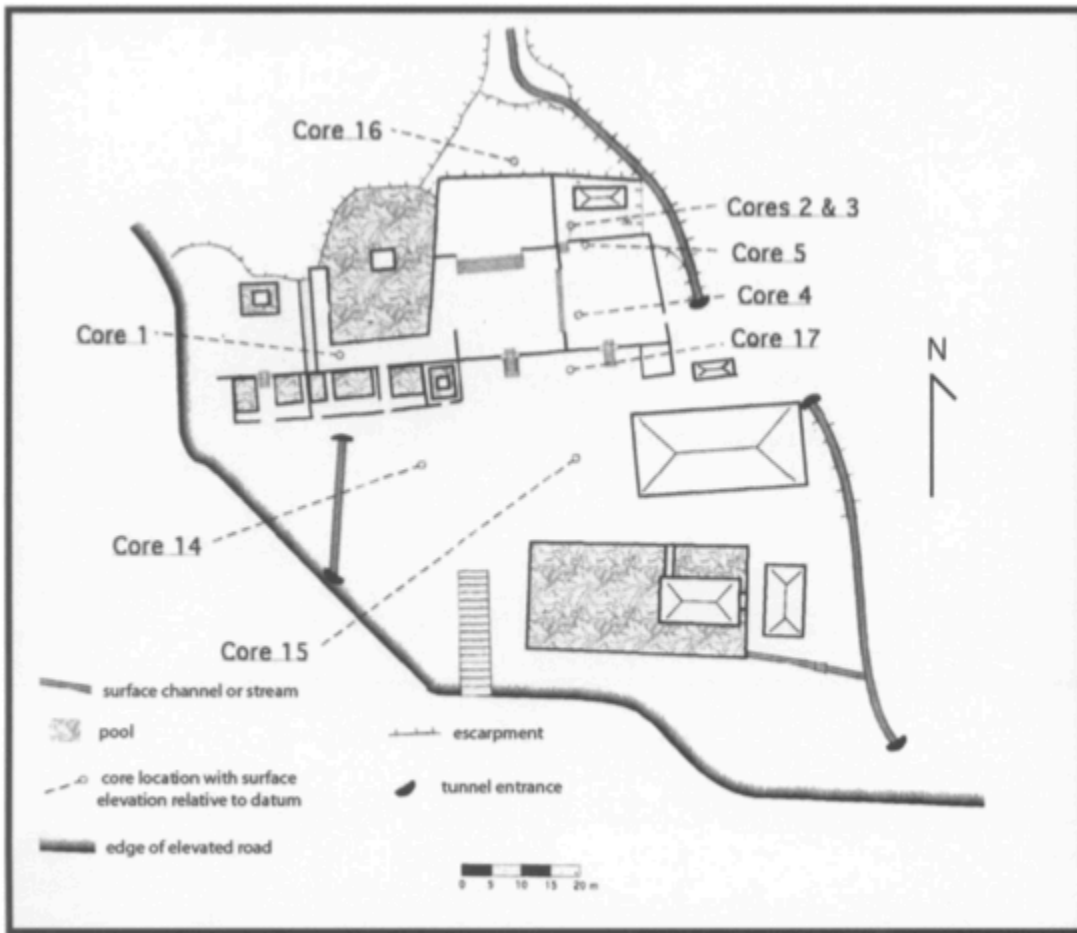 Core 16
Cores 2 & 3
Core 5
Core 4
Core 1
Core 17
N
Core 14
Core 15
surface channel or stream
pool
escarpment
core location with surface
elevation relative to datum
tunnel entrance
edge of elevated road
0 5 10 15 20 m